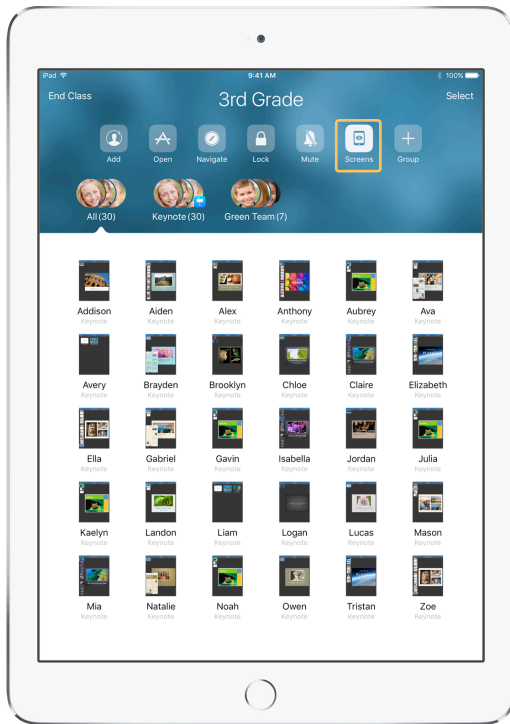 iPad 9:41 AM 100%
End Class 3rd Grade Select
Add Open Navigate Lock Mute Screens Group
All (30) Keynote (30) Green Team (7)
Addison Aiden Alex Anthony Aubrey Ava
Keynote Keynote Keynote Keynote Keynote Keynote
Avery Brayden Brooklyn Chloe Claire Elizabeth
Keynote Keynote Keynote Keynote Keynote Keynote
Ella Gabriel Gavin Isabella Jordan Julia
Keynote Keynote Keynote Keynote Keynote Keynote
Kaelyn Landon Liam Logan Lucas Mason
Keynote Keynote Keynote Keynote Keynote Keynote
Mia Natalie Noah Owen Tristan Zoe
Keynote Keynote Keynote Keynote Keynote Keynote